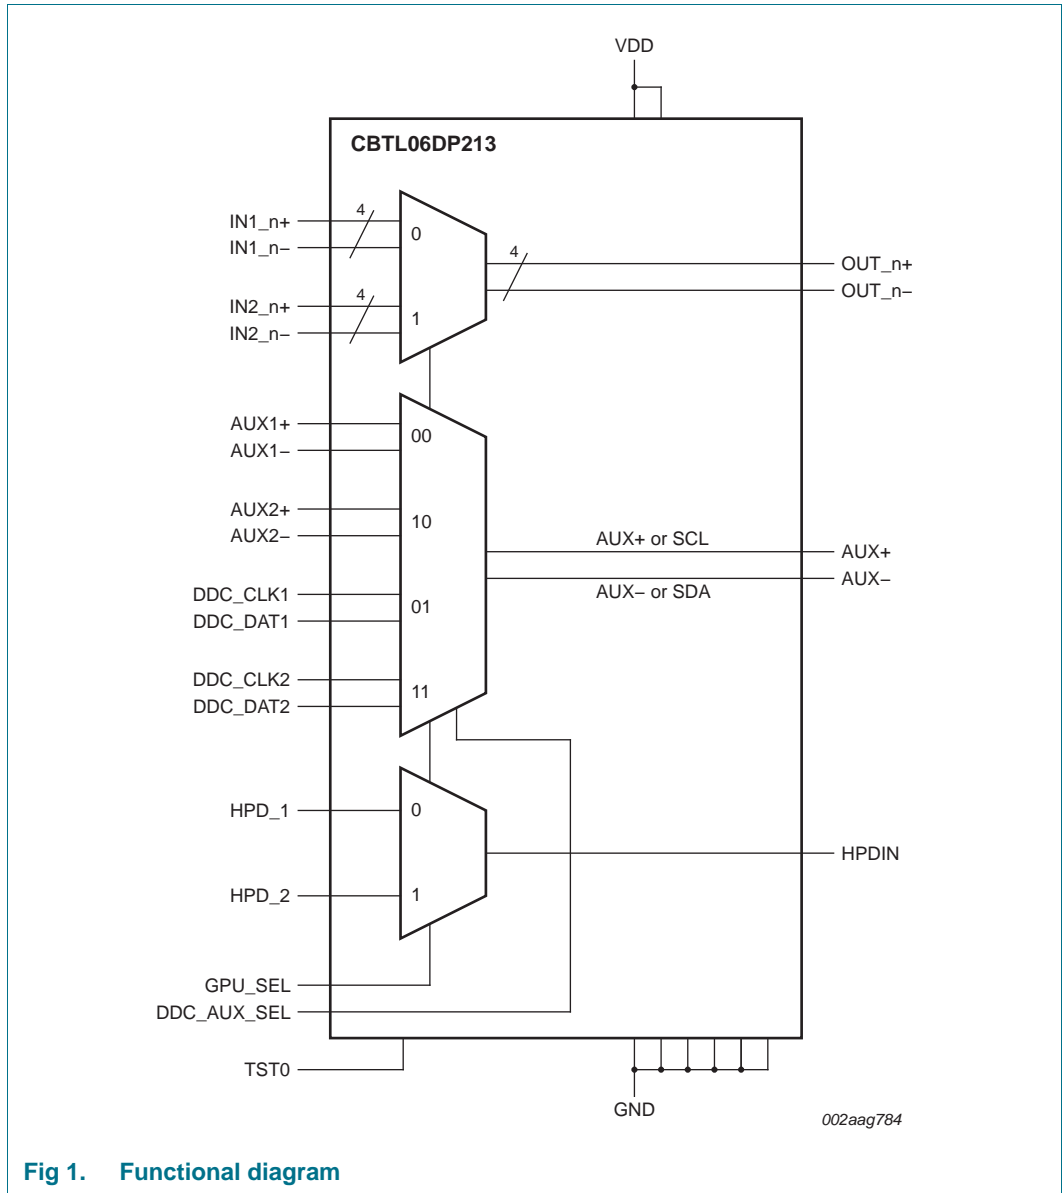 VDD
CBTL06DP213
IN1_n+
4
IN1_n−
0
4
OUT_n+
OUT_n−
IN2_n+
4
IN2_n−
1
AUX1+
AUX1−
00
AUX2+
AUX2−
10
AUX+ or SCL
AUX+
AUX− or SDA
AUX−
DDC_CLK1
DDC_DAT1
01
DDC_CLK2
DDC_DAT2
11
HPD_1
0
HPDIN
HPD_2
1
GPU_SEL
DDC_AUX_SEL
TST0
GND
002aag784
Fig 1. Functional diagram